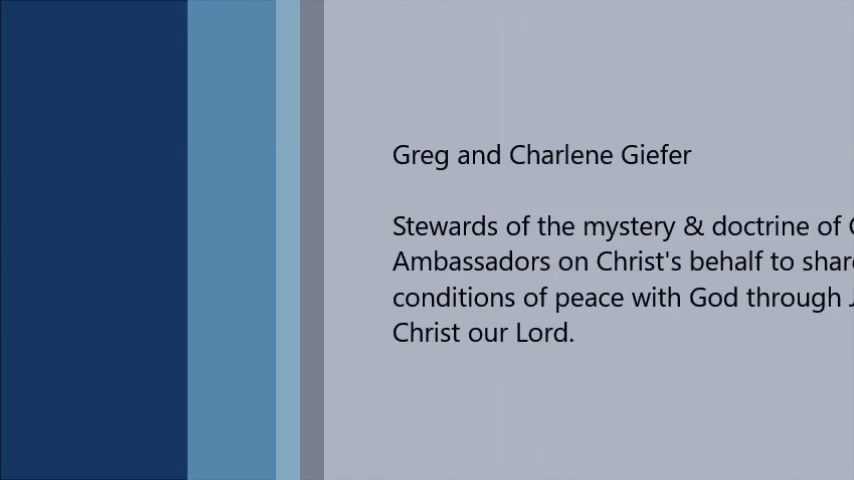 Greg and Charlene Giefer
Stewards of the mystery & doctrine of
Ambassadors on Christ's behalf to
conditions of peace with God through
Christ our Lord.